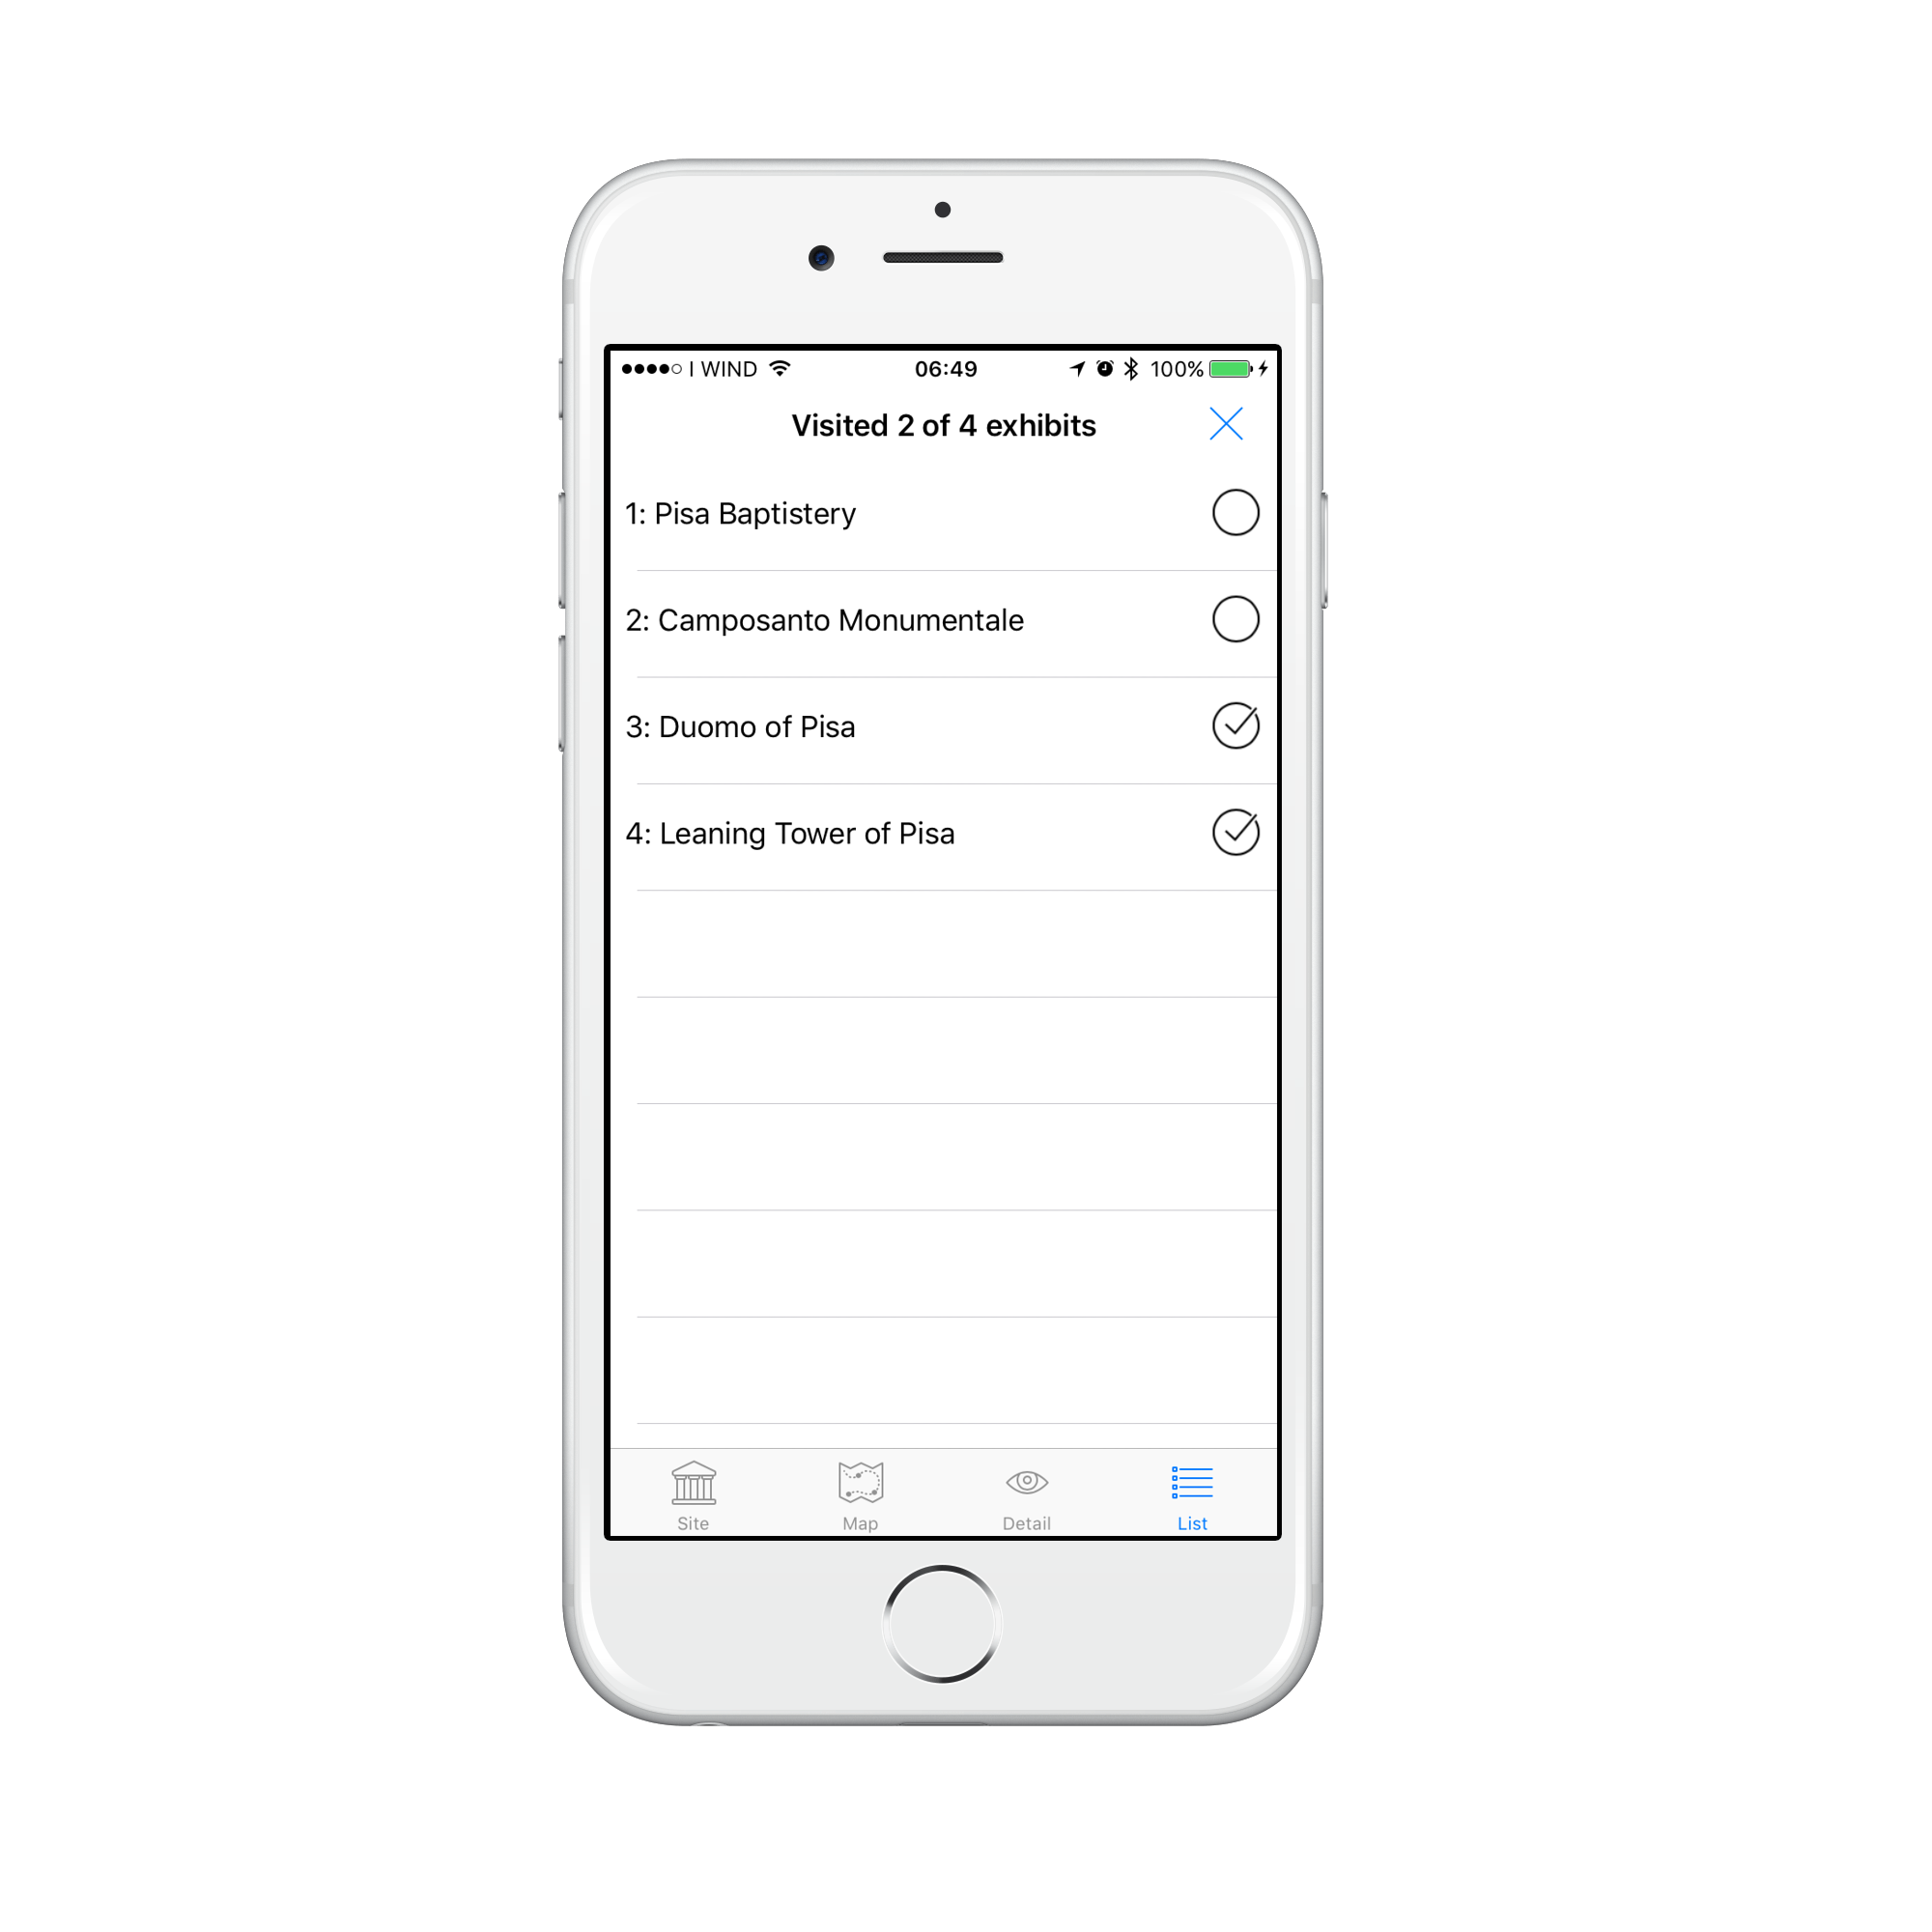 I WIND 06:49 100%
Visited 2 of 4 exhibits
1: Pisa Baptistery
2: Camposanto Monumentale
3: Duomo of Pisa
4: Leaning Tower of Pisa
Site Map Detail List